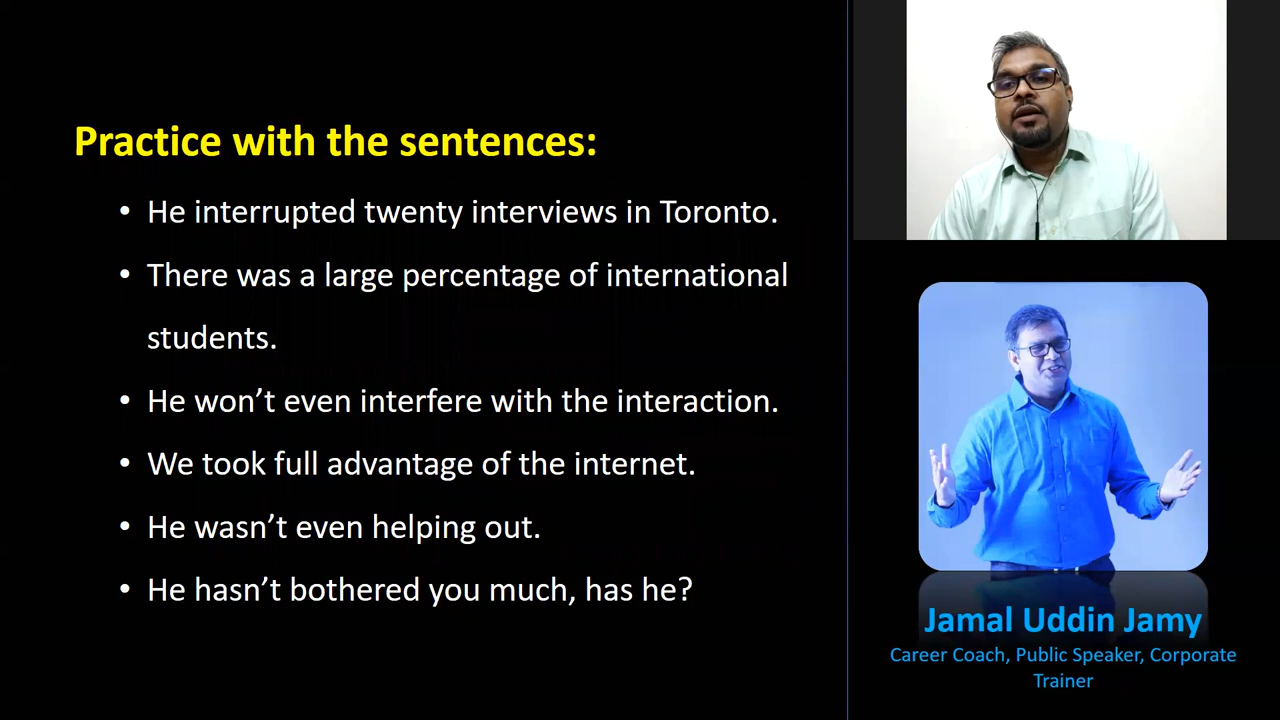 Practice with the sentences:
• He interrupted twenty interviews in Toronto.
• There was a large percentage of international
students.
• He won’t even interfere with the interaction.
• We took full advantage of the internet.
• He wasn’t even helping out.
• He hasn’t bothered you much, has he?
Jamal Uddin Jamy
Career Coach, Public Speaker, Corporate
Trainer